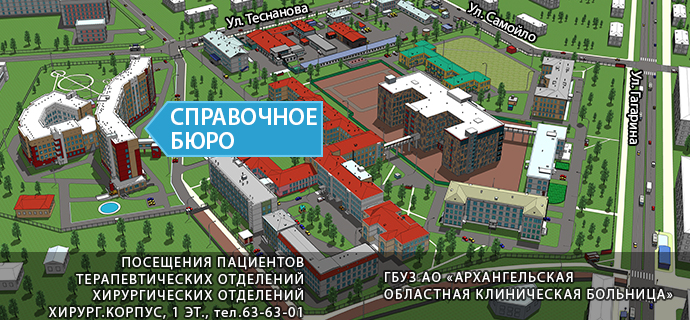 Ул. Теснанова
Ул. Самойло
Ул. Гагарина
СПРАВОЧНОЕ
БЮРО
ПОСЕЩЕНИЯ ПАЦИЕНТОВ
ТЕРАПЕВТИЧЕСКИХ ОТДЕЛЕНИЙ
ХИРУРГИЧЕСКИХ ОТДЕЛЕНИЙ
ХИРУРГ.КОРПУС, 1 ЭТ., тел.63-63-01
ГБУЗ АО «АРХАНГЕЛЬСКАЯ
ОБЛАСТНАЯ КЛИНИЧЕСКАЯ БОЛЬНИЦА»